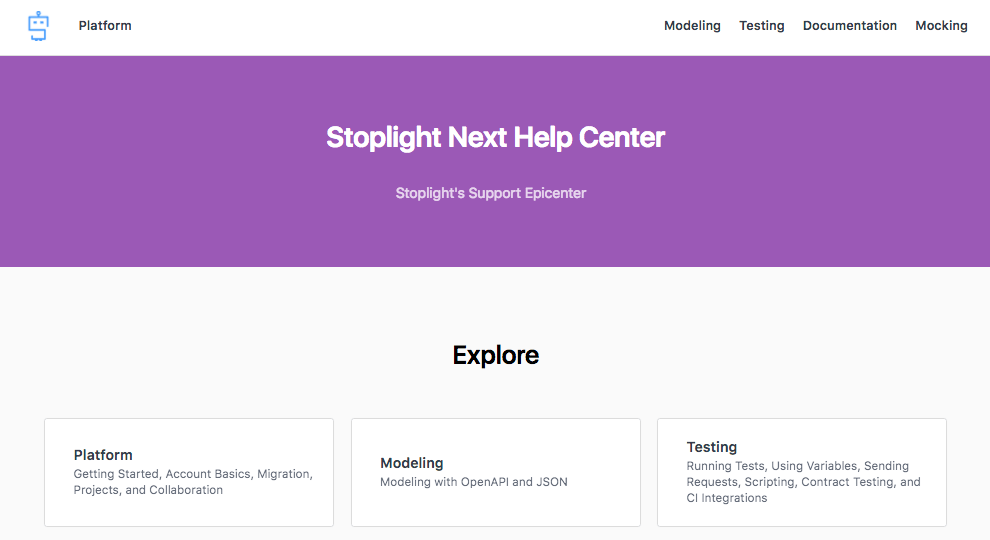 Platform
Modeling
Testing
Documentation
Mocking
Stoplight Next Help Center
Stoplight's Support Epicenter
Explore
Platform
Getting Started, Account Basics, Migration,
Projects, and Collaboration
Modeling
Modeling with OpenAPI and JSON
Testing
Running Tests, Using Variables, Sending
Requests, Scripting, Contract Testing, and
CI Integrations